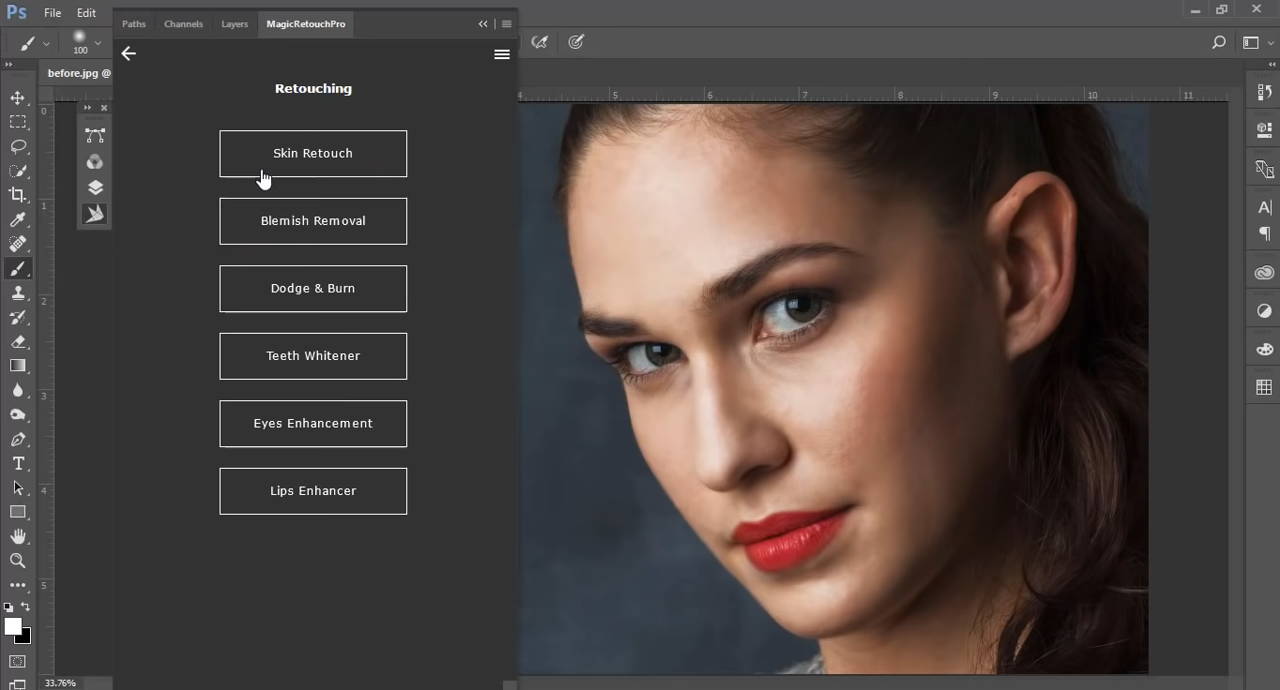 Ps File Edit
Paths Channels Layers MagicRetouchPro
100
before.jpg @
Retouching
Skin Retouch
Blemish Removal
Dodge & Burn
Teeth Whitener
Eyes Enhancement
Lips Enhancer
4 5 6 7 8 9 10 11
0
1
2
3
4
5
33.76%